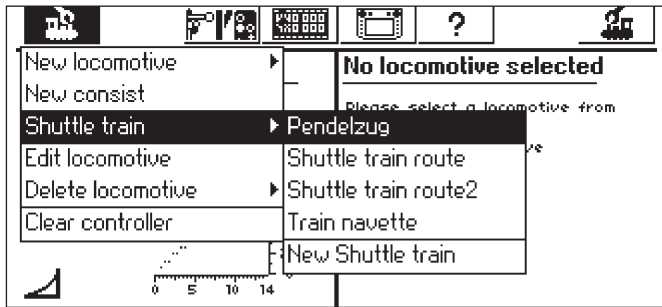 ?
New locomotive
New consist
Shuttle train
Edit locomotive
Delete locomotive
Clear controller
Pendelzug
Shuttle train route
Shuttle train route2
Train navette
New Shuttle train
No locomotive selected
Please select a locomotive from
0 5 10 14